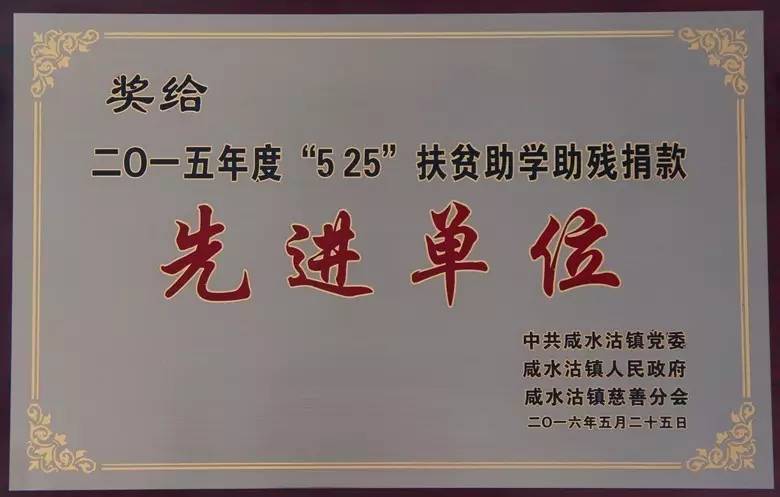 奖给
二〇一五年度“5 25”扶贫助学助残捐款
先进单位
中共咸水沽镇党委
咸水沽镇人民政府
咸水沽镇慈善分会
二〇一六年五月二十五日